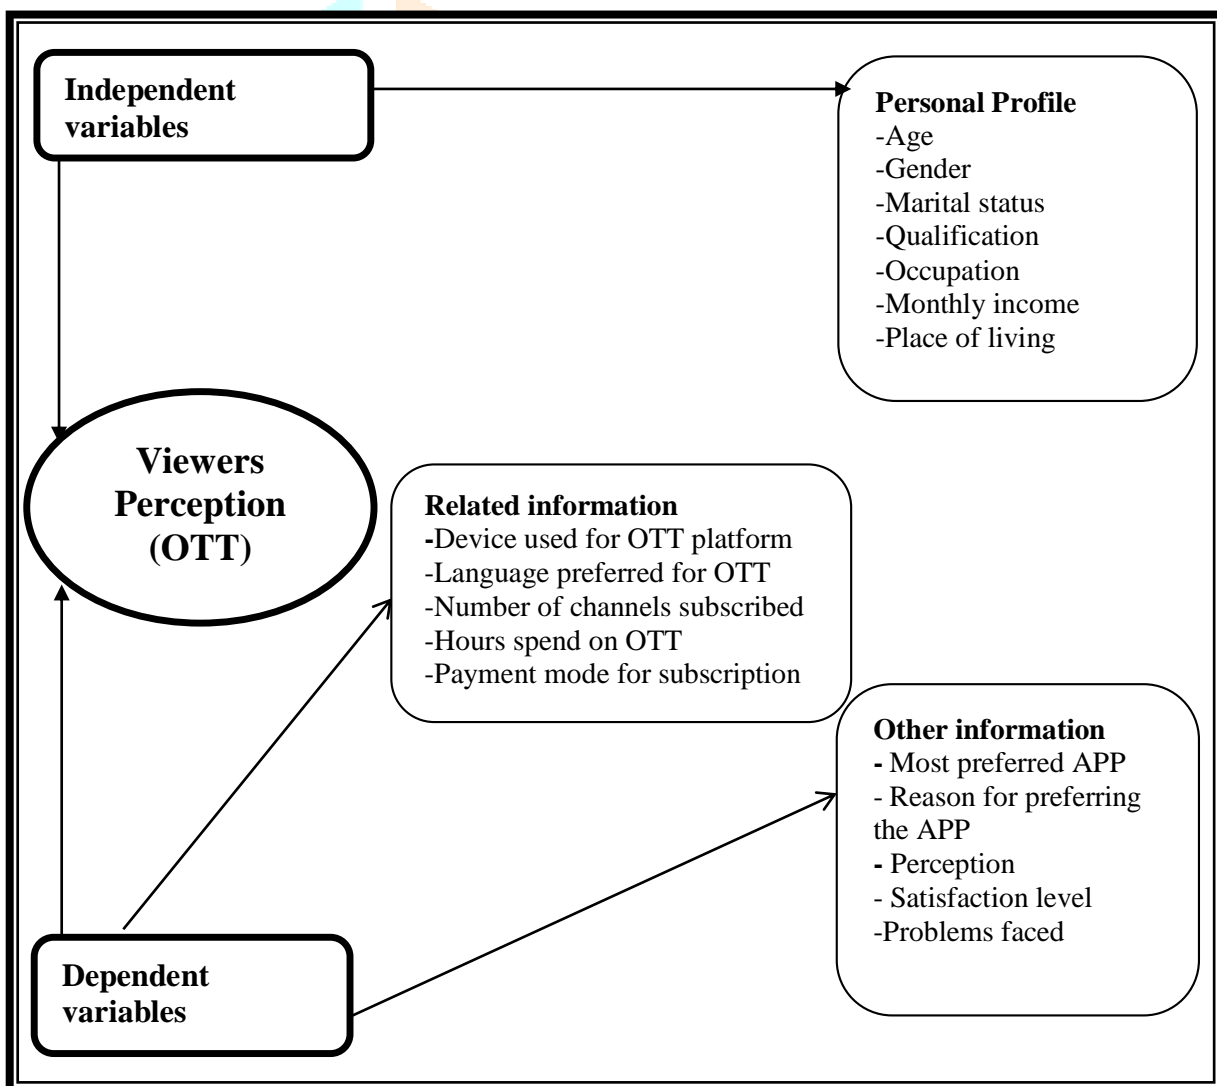 Independent
variables
Personal Profile
-Age
-Gender
-Marital status
-Qualification
-Occupation
-Monthly income
-Place of living
Viewers
Perception
(OTT)
Related information
-Device used for OTT platform
-Language preferred for OTT
-Number of channels subscribed
-Hours spend on OTT
-Payment mode for subscription
Other information
- Most preferred APP
- Reason for preferring
the APP
- Perception
- Satisfaction level
-Problems faced
Dependent
variables